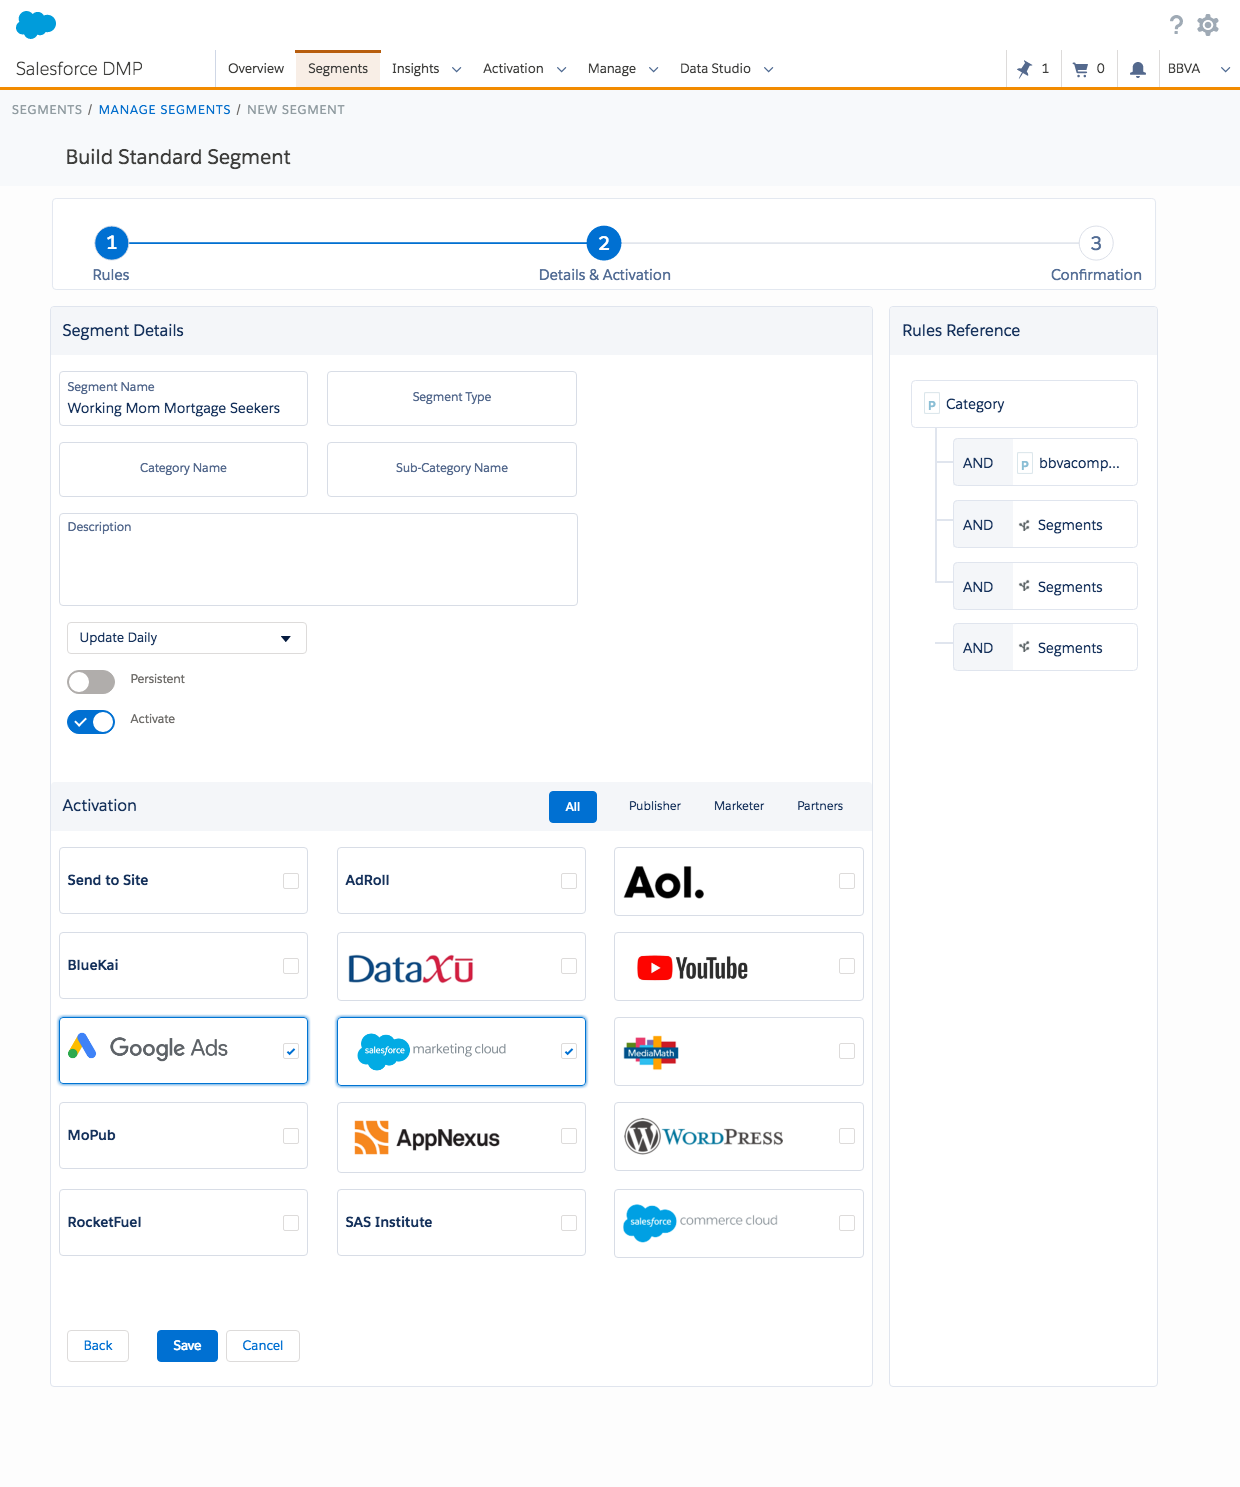 ?
Salesforce DMP
Overview
Segments
Insights
Activation
Manage
Data Studio
1
0
BBVA
SEGMENTS / MANAGE SEGMENTS / NEW SEGMENT
Build Standard Segment
1
2
3
Rules
Details & Activation
Confirmation
Segment Details
Segment Name
Working Mom Mortgage Seekers
Segment Type
Category Name
Sub-Category Name
Description
Update Daily
Persistent
Activate
Rules Reference
p Category
AND p bbvacomp...
AND Segments
AND Segments
AND Segments
Activation
All
Publisher
Marketer
Partners
Send to Site
AdRoll
Aol.
BlueKai
DataXū
YouTube
Google Ads
salesforce marketing cloud
MediaMath
MoPub
AppNexus
WORDPRESS
RocketFuel
SAS Institute
salesforce commerce cloud
Back
Save
Cancel